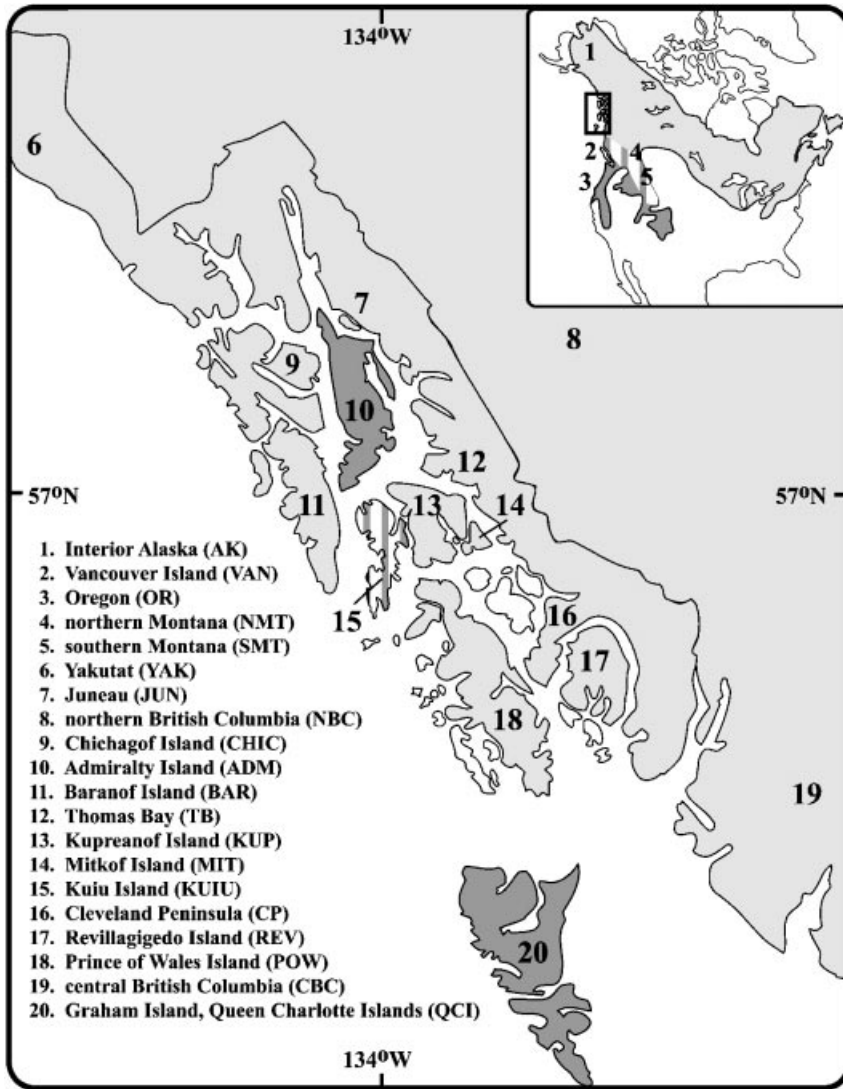 134ºW
1
6
2
4
3
5
7
8
9
10
12
57ºN
57ºN
11
13
14
1. Interior Alaska (AK)
2. Vancouver Island (VAN)
3. Oregon (OR)
4. northern Montana (NMT)
15
16
5. southern Montana (SMT)
6. Yakutat (YAK)
17
7. Juneau (JUN)
8. northern British Columbia (NBC)
18
9. Chichagof Island (CHIC)
10. Admiralty Island (ADM)
11. Baranof Island (BAR)
19
12. Thomas Bay (TB)
13. Kupreanof Island (KUP)
14. Mitkof Island (MIT)
15. Kuiu Island (KUIU)
16. Cleveland Peninsula (CP)
17. Revillagigedo Island (REV)
18. Prince of Wales Island (POW)
20
19. central British Columbia (CBC)
20. Graham Island, Queen Charlotte Islands (QCI)
134ºW